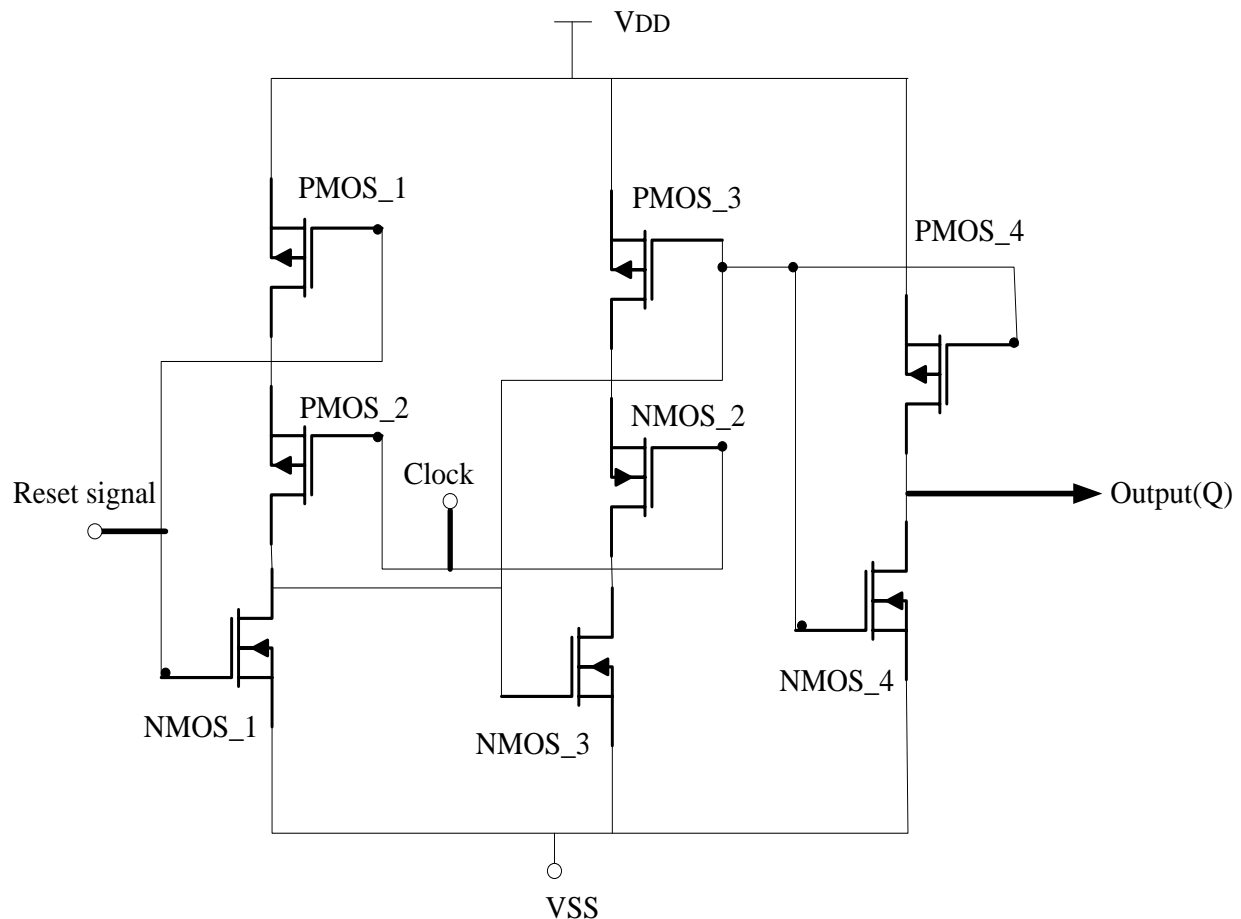 VDD
PMOS_1
PMOS_3
PMOS_4
PMOS_2
NMOS_2
Clock
Reset signal
Output(Q)
NMOS_1
NMOS_3
NMOS_4
VSS